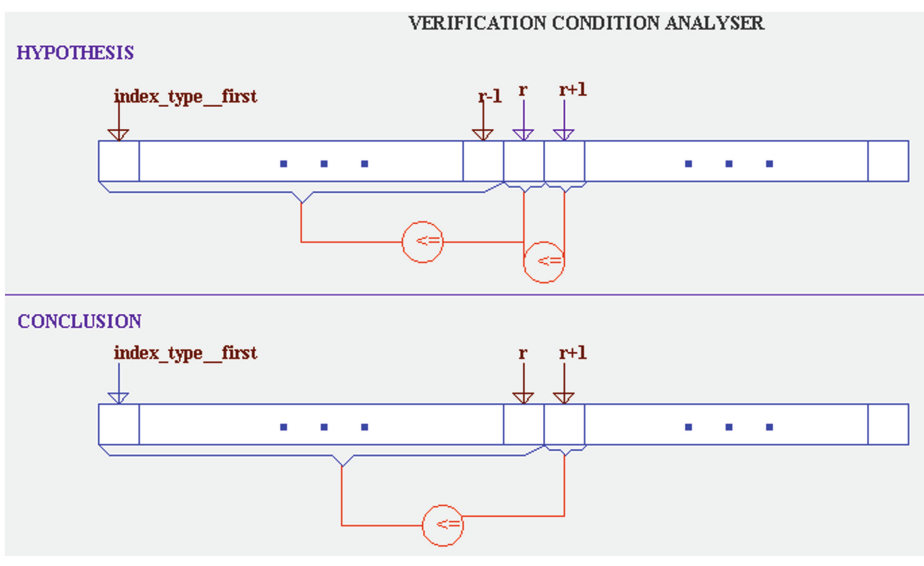 VERIFICATION CONDITION ANALYSER
HYPOTHESIS
index_type__first r-1 r r+1
<=
<=
CONCLUSION
index_type__first r r+1
<=